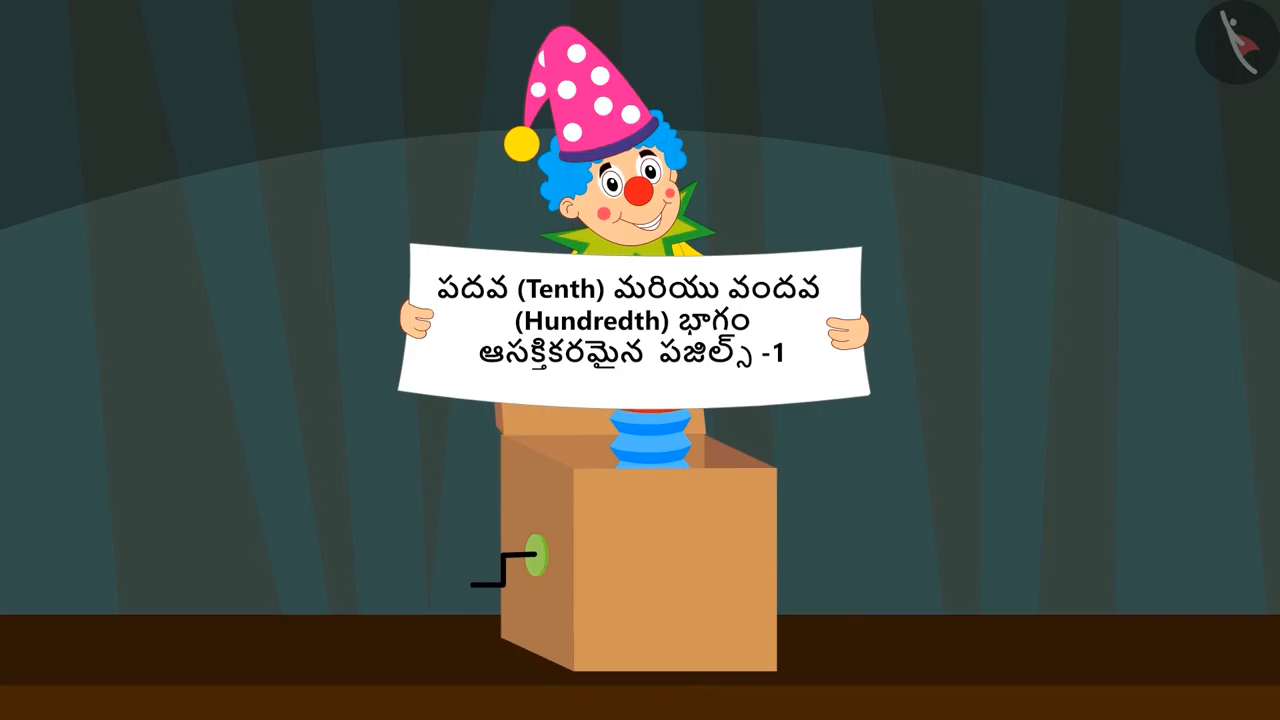 పదవ (Tenth) మరియు వందవ
(Hundredth) భాగం
ఆసక్తికరమైన పజిల్స్ -1